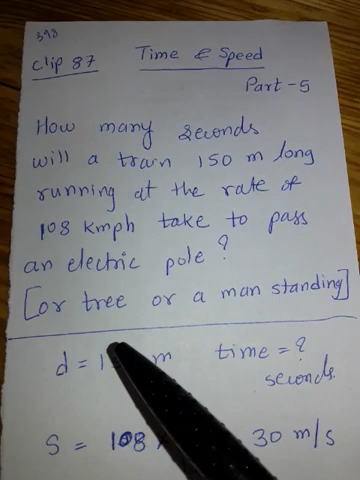 398
Clip 87 Time & Speed
Part-5
How many seconds
will a train 150 m long
running at the rate of
108 kmph take to pass
an electric pole ?
[or tree or a man standing]
d = 1 m time = ?
seconds.
S = 108 30 m/s